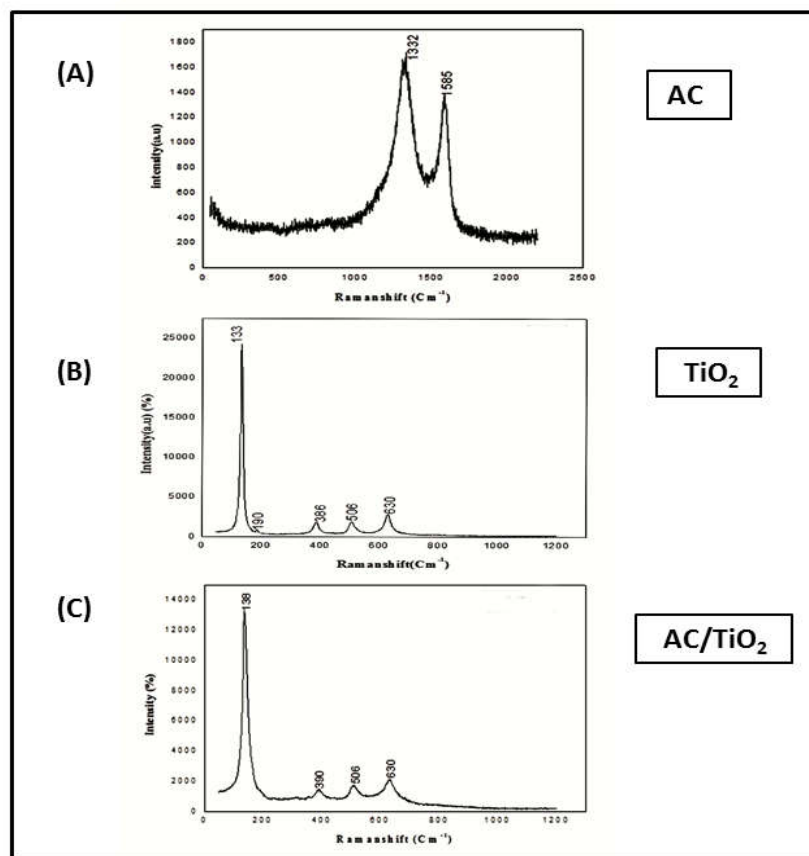 (A)
AC
1332
1585
Intensity(a.u)
1800
1600
1400
1200
1000
800
600
400
200
0
0 500 1000 1500 2000 2500
Ramanshift (Cm⁻¹)
(B)
TiO₂
133
190
386
506
630
Intensity(a.u) (%)
25000
20000
15000
10000
5000
0
0 200 400 600 800 1000 1200
Ramanshift(Cm⁻¹)
(C)
AC/TiO₂
138
390
506
630
Intensity (%)
14000
12000
10000
8000
6000
4000
2000
0
0 200 400 600 800 1000 1200
Ramanshift (Cm⁻¹)